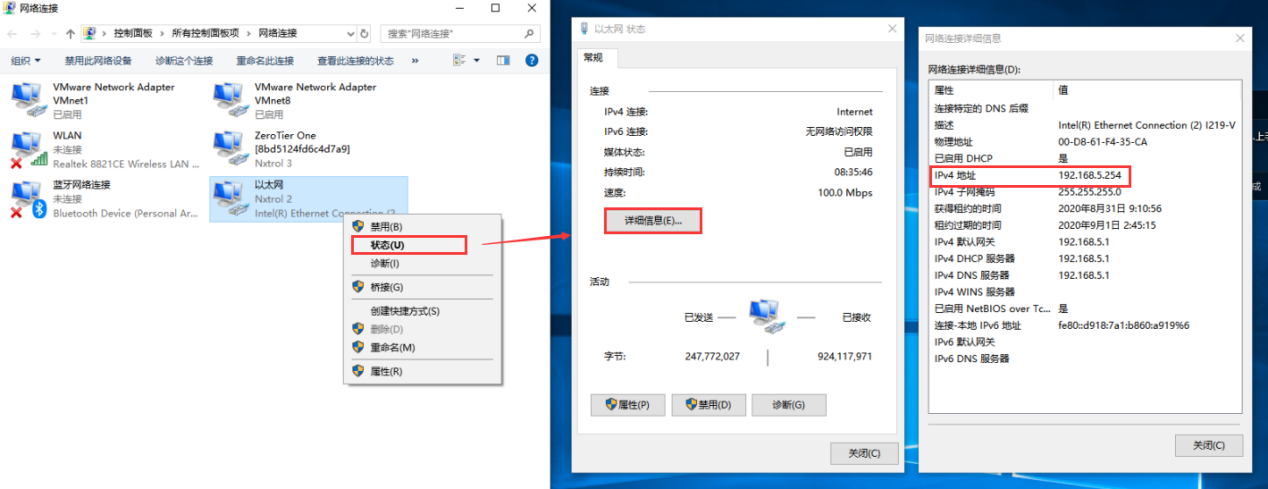 网络连接
控制面板 › 所有控制面板项 › 网络连接
搜索"网络连接"
组织
禁用此网络设备
诊断这个连接
重命名此连接
查看此连接的状态
»
VMware Network Adapter
VMnet1
已启用
VMware Network Adapter
VMnet8
已启用
WLAN
未连接
Realtek 8821CE Wireless LAN ...
ZeroTier One
[8bd5124fd6c4d7a9]
Nxtrol 3
蓝牙网络连接
未连接
Bluetooth Device (Personal Ar...
以太网
Nxtrol 2
Intel(R) Ethernet Connection (2
禁用(B)
状态(U)
诊断(I)
桥接(G)
创建快捷方式(S)
删除(D)
重命名(M)
属性(R)
以太网 状态
常规
连接
IPv4 连接: Internet
IPv6 连接: 无网络访问权限
媒体状态: 已启用
持续时间: 08:35:46
速度: 100.0 Mbps
详细信息(E)...
活动
已发送 — — 已接收
字节: 247,772,027 | 924,117,971
属性(P)
禁用(D)
诊断(G)
关闭(C)
网络连接详细信息
网络连接详细信息(D):
属性 值
连接特定的 DNS 后缀
描述 Intel(R) Ethernet Connection (2) I219-V
物理地址 00-D8-61-F4-35-CA
已启用 DHCP 是
IPv4 地址 192.168.5.254
IPv4 子网掩码 255.255.255.0
获得租约的时间 2020年8月31日 9:10:56
租约过期的时间 2020年9月1日 2:45:15
IPv4 默认网关 192.168.5.1
IPv4 DHCP 服务器 192.168.5.1
IPv4 DNS 服务器 192.168.5.1
IPv4 WINS 服务器
已启用 NetBIOS over Tc... 是
连接-本地 IPv6 地址 fe80::d918:7a1:b860:a919%6
IPv6 默认网关
IPv6 DNS 服务器
关闭(C)